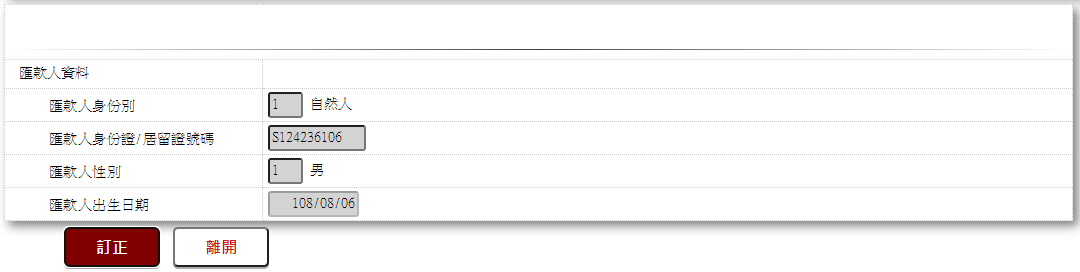 匯款人資料
匯款人身份別 1 自然人
匯款人身份證/居留證號碼 S124236106
匯款人性別 1 男
匯款人出生日期 108/08/06
訂正 離開